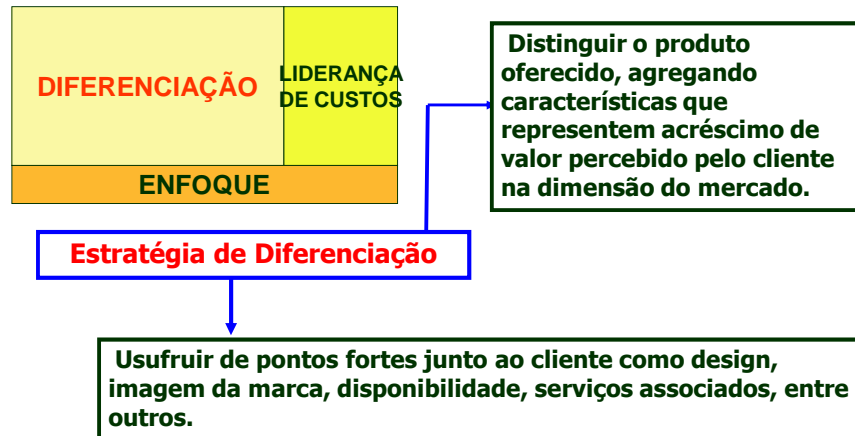 DIFERENCIAÇÃO
LIDERANÇA
DE CUSTOS
ENFOQUE
Distinguir o produto
oferecido, agregando
características que
representem acréscimo de
valor percebido pelo cliente
na dimensão do mercado.
Estratégia de Diferenciação
Usufruir de pontos fortes junto ao cliente como design,
imagem da marca, disponibilidade, serviços associados, entre
outros.